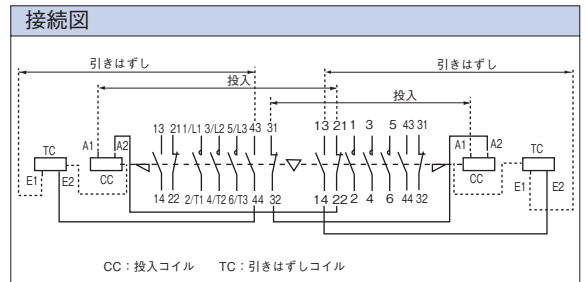 接続図
引きはずし 引きはずし
投入
投入
13 21 1/L1 3/L2 5/L3 43 31 13 21 1 3 5 43 31
TC A1 A2 A1 A2 TC
CC CC
E1 E2 E1 E2
14 22 2/T1 4/T2 6/T3 44 32 14 22 2 4 6 44 32
CC：投入コイル TC：引きはずしコイル